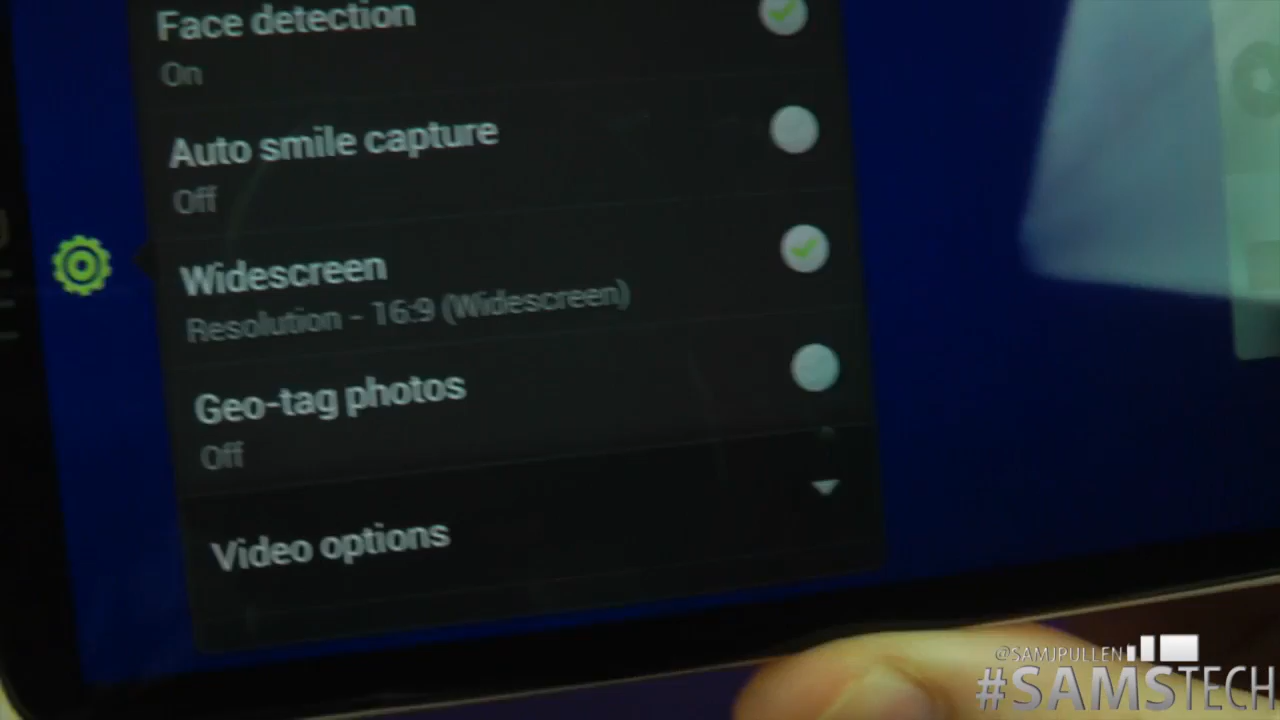 Face detection
On
Auto smile capture
Off
Widescreen
Resolution - 16:9 (Widescreen)
Geo-tag photos
Off
Video options
@SAMJPULLEN
#SAMSTECH